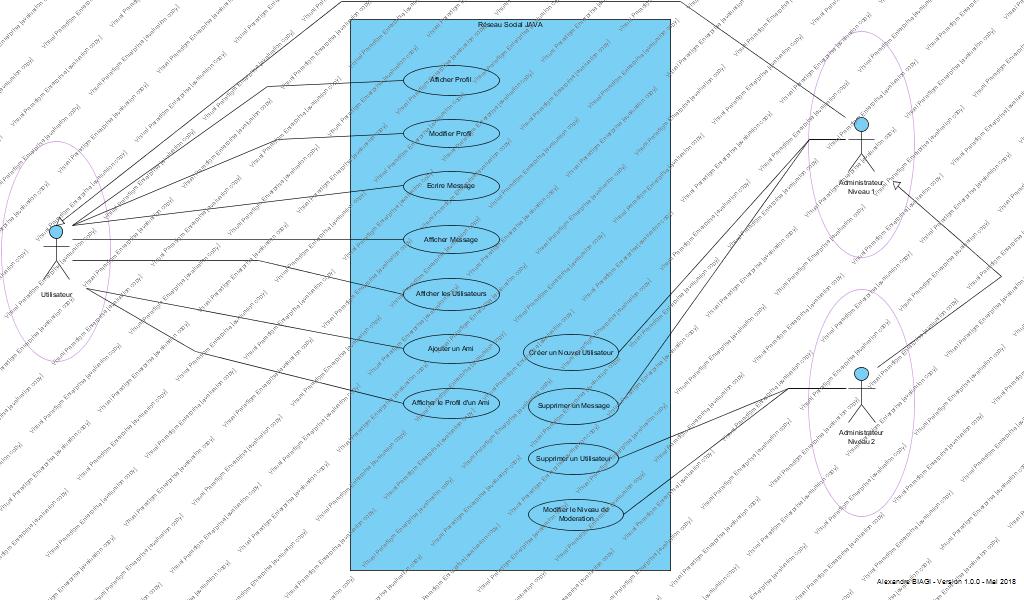 Réseau Social JAVA
Afficher Profil
Modifier Profil
Ecrire Message
Afficher Message
Afficher les Utilisateurs
Ajouter un Ami
Afficher le Profil d'un Ami
Créer un Nouvel Utilisateur
Supprimer un Message
Supprimer un Utilisateur
Modifier le Niveau de
Moderation
Utilisateur
Administrateur
Niveau 1
Administrateur
Niveau 2
Alexandre BIAGI - Version 1.0.0 - Mai 2018
Visual Paradigm Enterprise [evaluation copy]